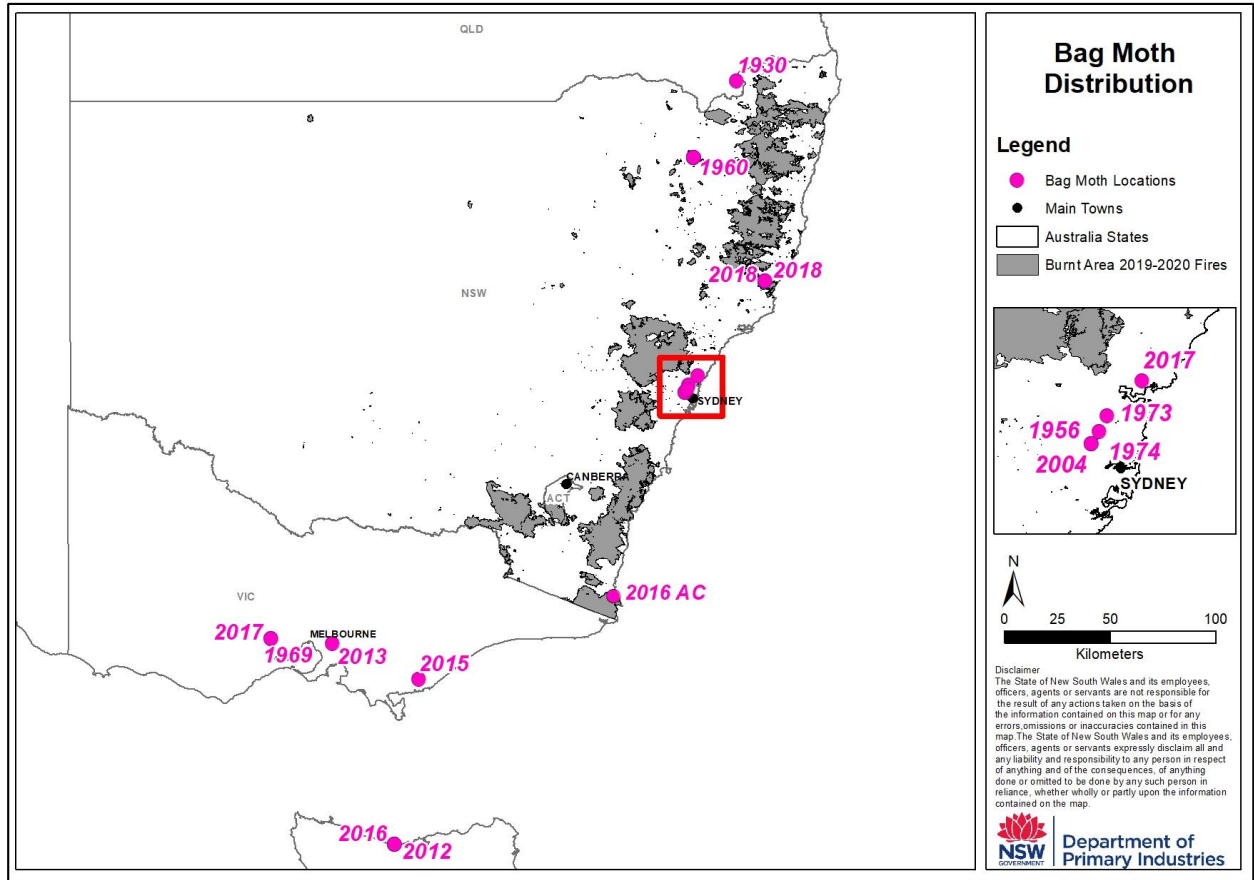 QLD
1930
1960
2018
2018
NSW
SYDNEY
CANBERRA
ACT
2016 AC
VIC
MELBOURNE
2017
1969
2013
2015
2016
2012
Bag Moth
Distribution
Legend
Bag Moth Locations
Main Towns
Australia States
Burnt Area 2019-2020 Fires
2017
1973
1956
1974
2004
SYDNEY
N
0 25 50 100
Kilometers
Disclaimer
The State of New South Wales and its employees,
officers, agents or servants are not responsible for
the result of any actions taken on the basis of
the information contained on this map or for any
errors,omissions or inaccuracies contained in this
map.The State of New South Wales and its employees,
officers, agents or servants expressly disclaim all and
any liability and responsibility to any person in respect
of anything and of the consequences, of anything
done or omitted to be done by any such person in
reliance, whether wholly or partly upon the information
contained on the map.
NSW
GOVERNMENT
Department of
Primary Industries